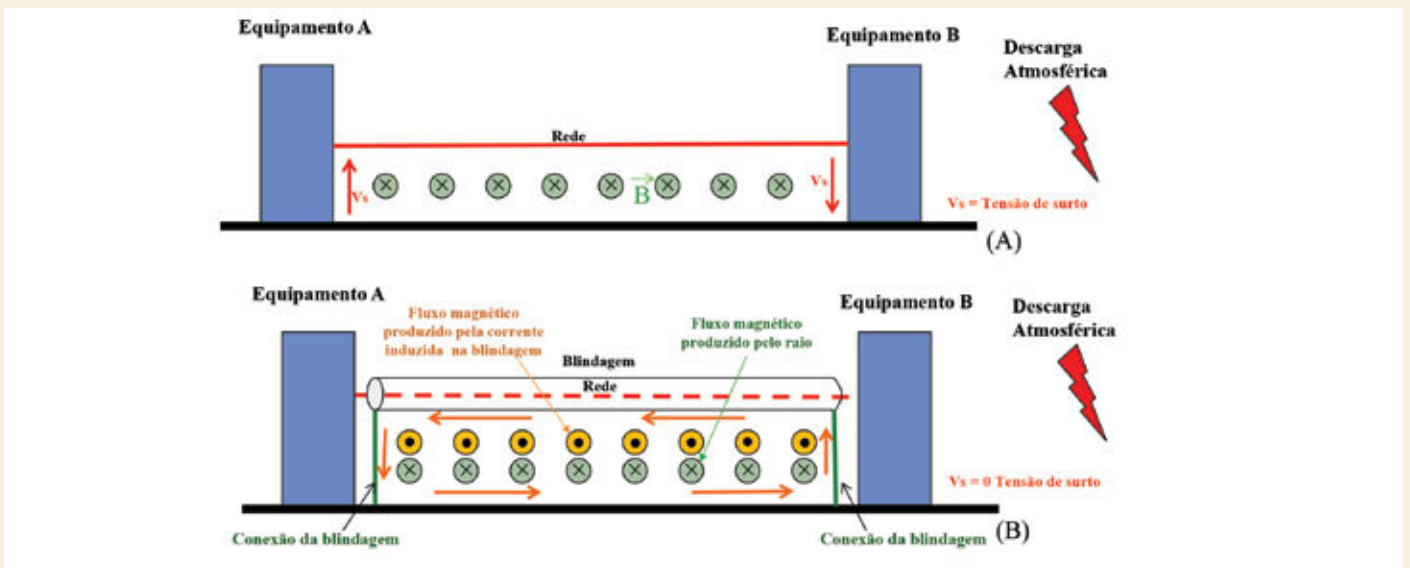 Equipamento A
Equipamento B
Descarga
Atmosférica
Rede
Vs
B
Vs
Vs = Tensão de surto
(A)
Equipamento A
Equipamento B
Descarga
Atmosférica
Fluxo magnético
produzido pela corrente
induzida na blindagem
Fluxo magnético
produzido pelo raio
Blindagem
Rede
Vs = 0 Tensão de surto
(B)
Conexão da blindagem
Conexão da blindagem